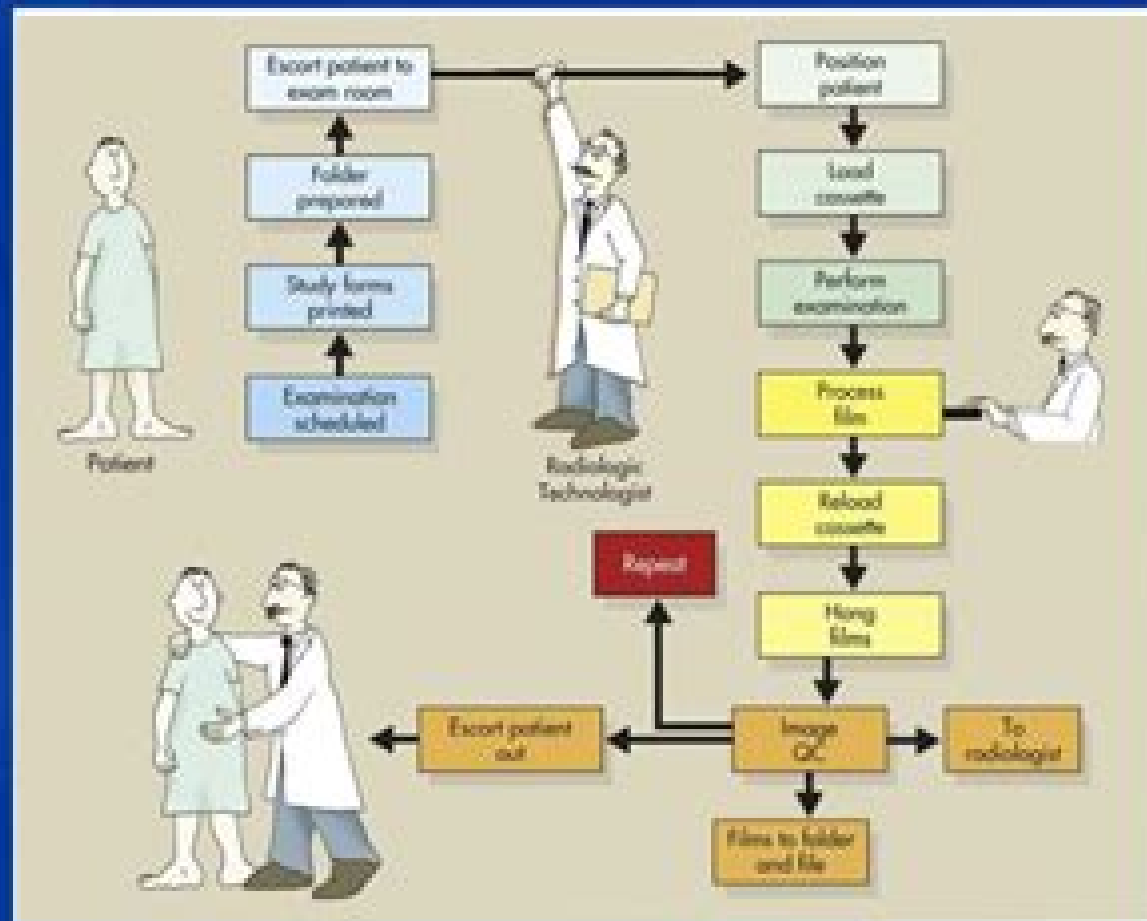 Escort patient to
exam room
Folder
prepared
Study forms
printed
Examination
scheduled
Patient
Radiologic
Technologist
Position
patient
Load
cassette
Perform
examination
Process
film
Reload
cassette
Hang
films
Repeat
Escort patient
out
Image
QC
To
radiologist
Films to folder
and file